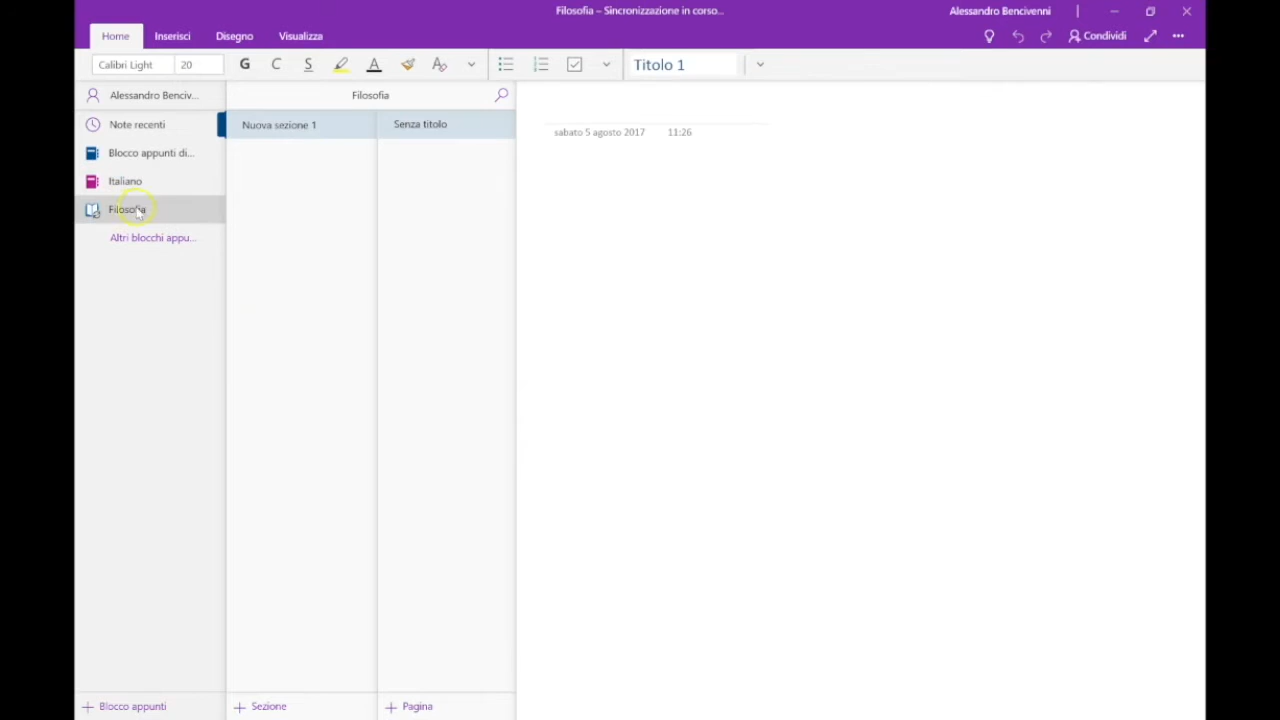 Filosofia – Sincronizzazione in corso...
Alessandro Bencivenni
Home Inserisci Disegno Visualizza
Condividi
Calibri Light 20 G C S A A Titolo 1
Alessandro Benciv...
Filosofia
Note recenti
Nuova sezione 1
Senza titolo
sabato 5 agosto 2017 11:26
Blocco appunti di...
Italiano
Filosofia
Altri blocchi appu...
+ Blocco appunti
+ Sezione
+ Pagina